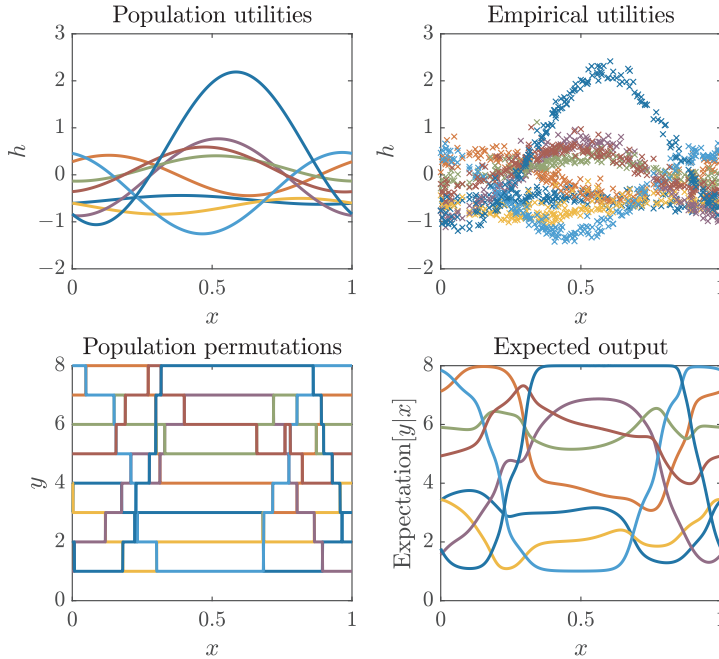 Population utilities
3
2
1
0
−1
−2
h
0
0.5
1
x
Empirical utilities
3
2
1
0
−1
−2
h
0
0.5
1
x
Population permutations
8
6
4
2
0
y
0
0.5
1
x
Expected output
8
6
4
2
0
Expectation[y|x]
0
0.5
1
x